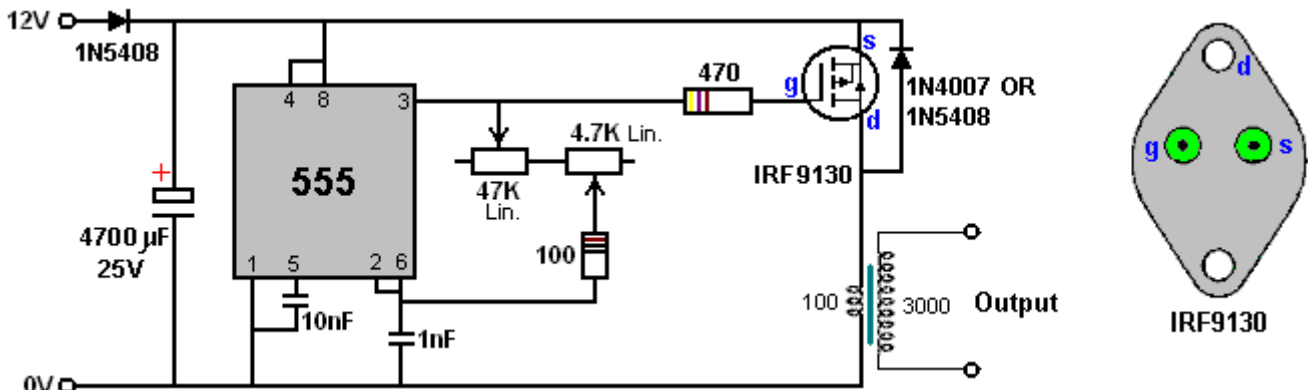 12V
1N5408
4 8 3
555
1 5 2 6
+
4700 µF
25V
10nF
1nF
47K
Lin.
4.7K Lin.
100
470
g
s
d
IRF9130
1N4007 OR
1N5408
100
3000
Output
0V
d
g
s
IRF9130